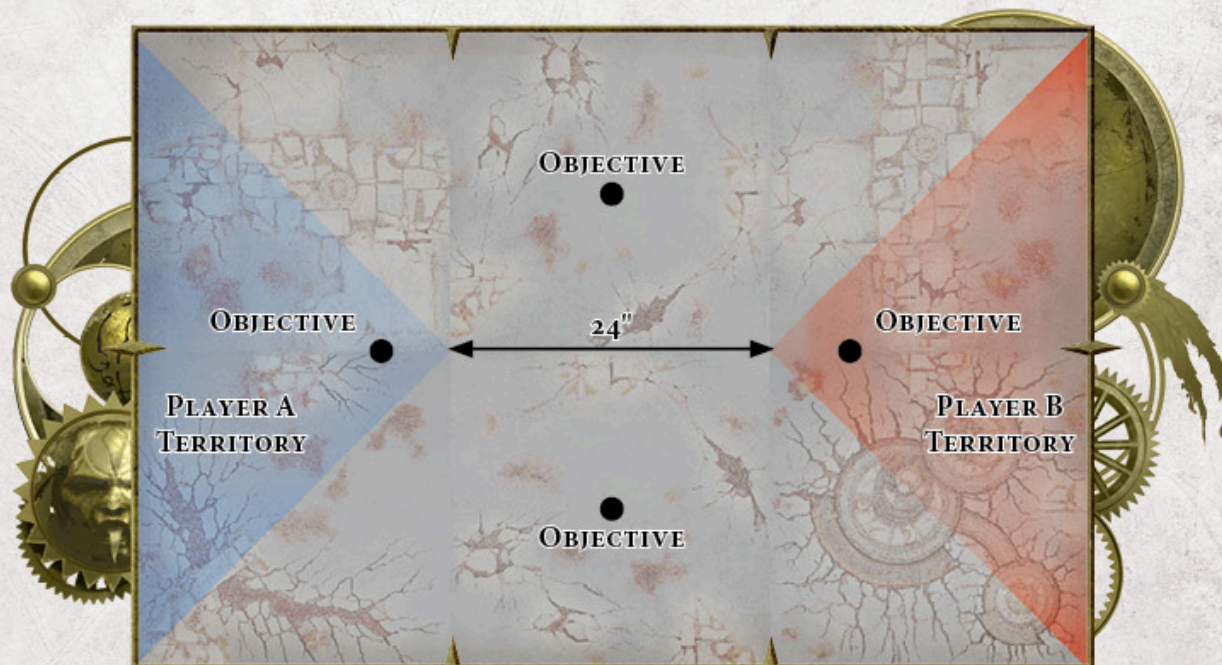 Objective
24"
Objective
Objective
Player A
Territory
Player B
Territory
Objective